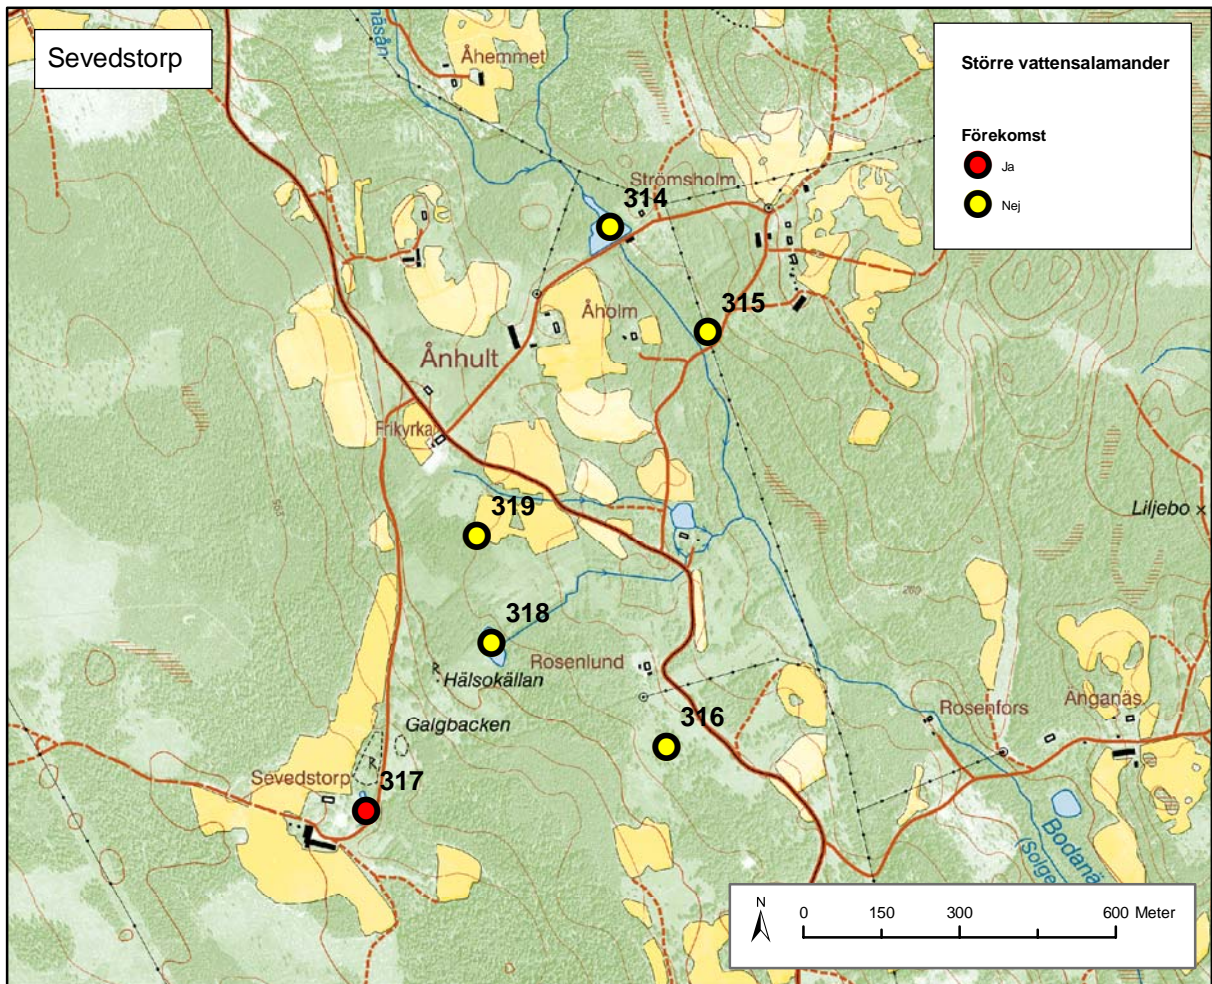 Sevedstorp
Större vattensalamander
Förekomst
Ja
Nej
Åhemmet
Strömsholm
314
315
Åholm
Ånhult
Frikyrka
319
Liljebo
318
Rosenlund
Hälsokällan
R
Galgbacken
316
Rosenfors
Änganäs
Sevedstorp
R
317
Bodanä
(Solge
N
0 150 300 600 Meter
260